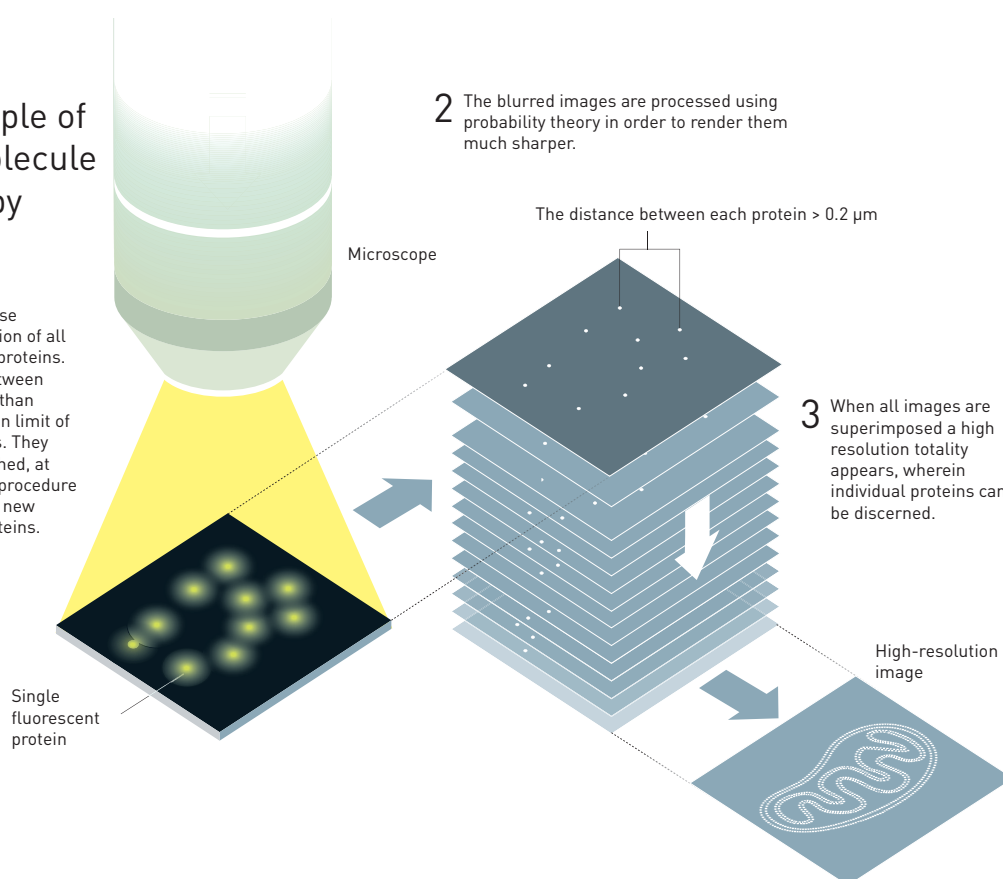 ple of
olecule
by
se
ion of all
proteins.
tween
than
n limit of
s. They
ned, at
procedure
new
teins.
2 The blurred images are processed using
probability theory in order to render them
much sharper.
The distance between each protein > 0.2 µm
Microscope
3 When all images are
superimposed a high
resolution totality
appears, wherein
individual proteins can
be discerned.
Single
fluorescent
protein
High-resolution
image